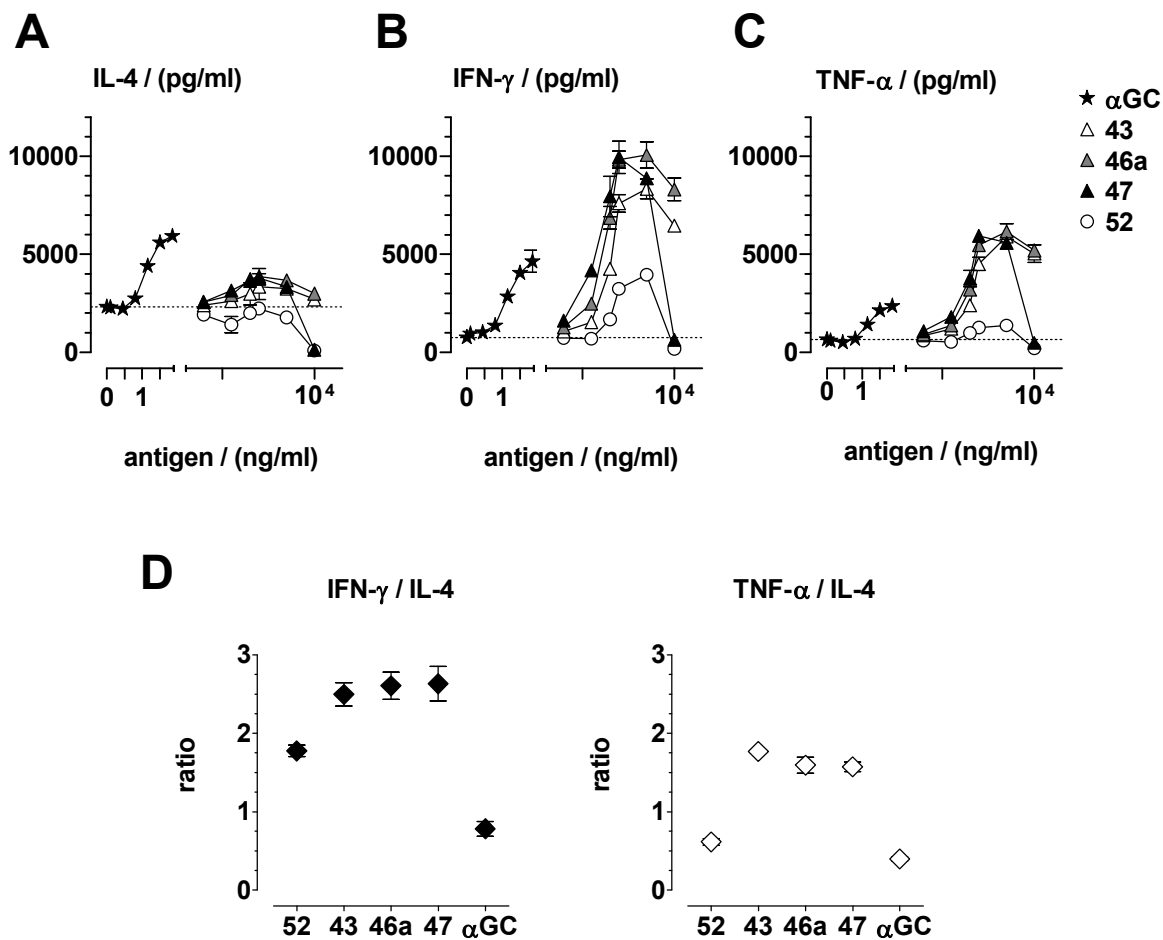 A
B
C
IL-4 / (pg/ml)
IFN-γ / (pg/ml)
TNF-α / (pg/ml)
αGC
43
46a
47
52
10000
5000
0
0 1 10⁴
antigen / (ng/ml)
10000
5000
0
0 1 10⁴
antigen / (ng/ml)
10000
5000
0
0 1 10⁴
antigen / (ng/ml)
D
IFN-γ / IL-4
ratio
3
2
1
0
52 43 46a 47 αGC
TNF-α / IL-4
ratio
3
2
1
0
52 43 46a 47 αGC